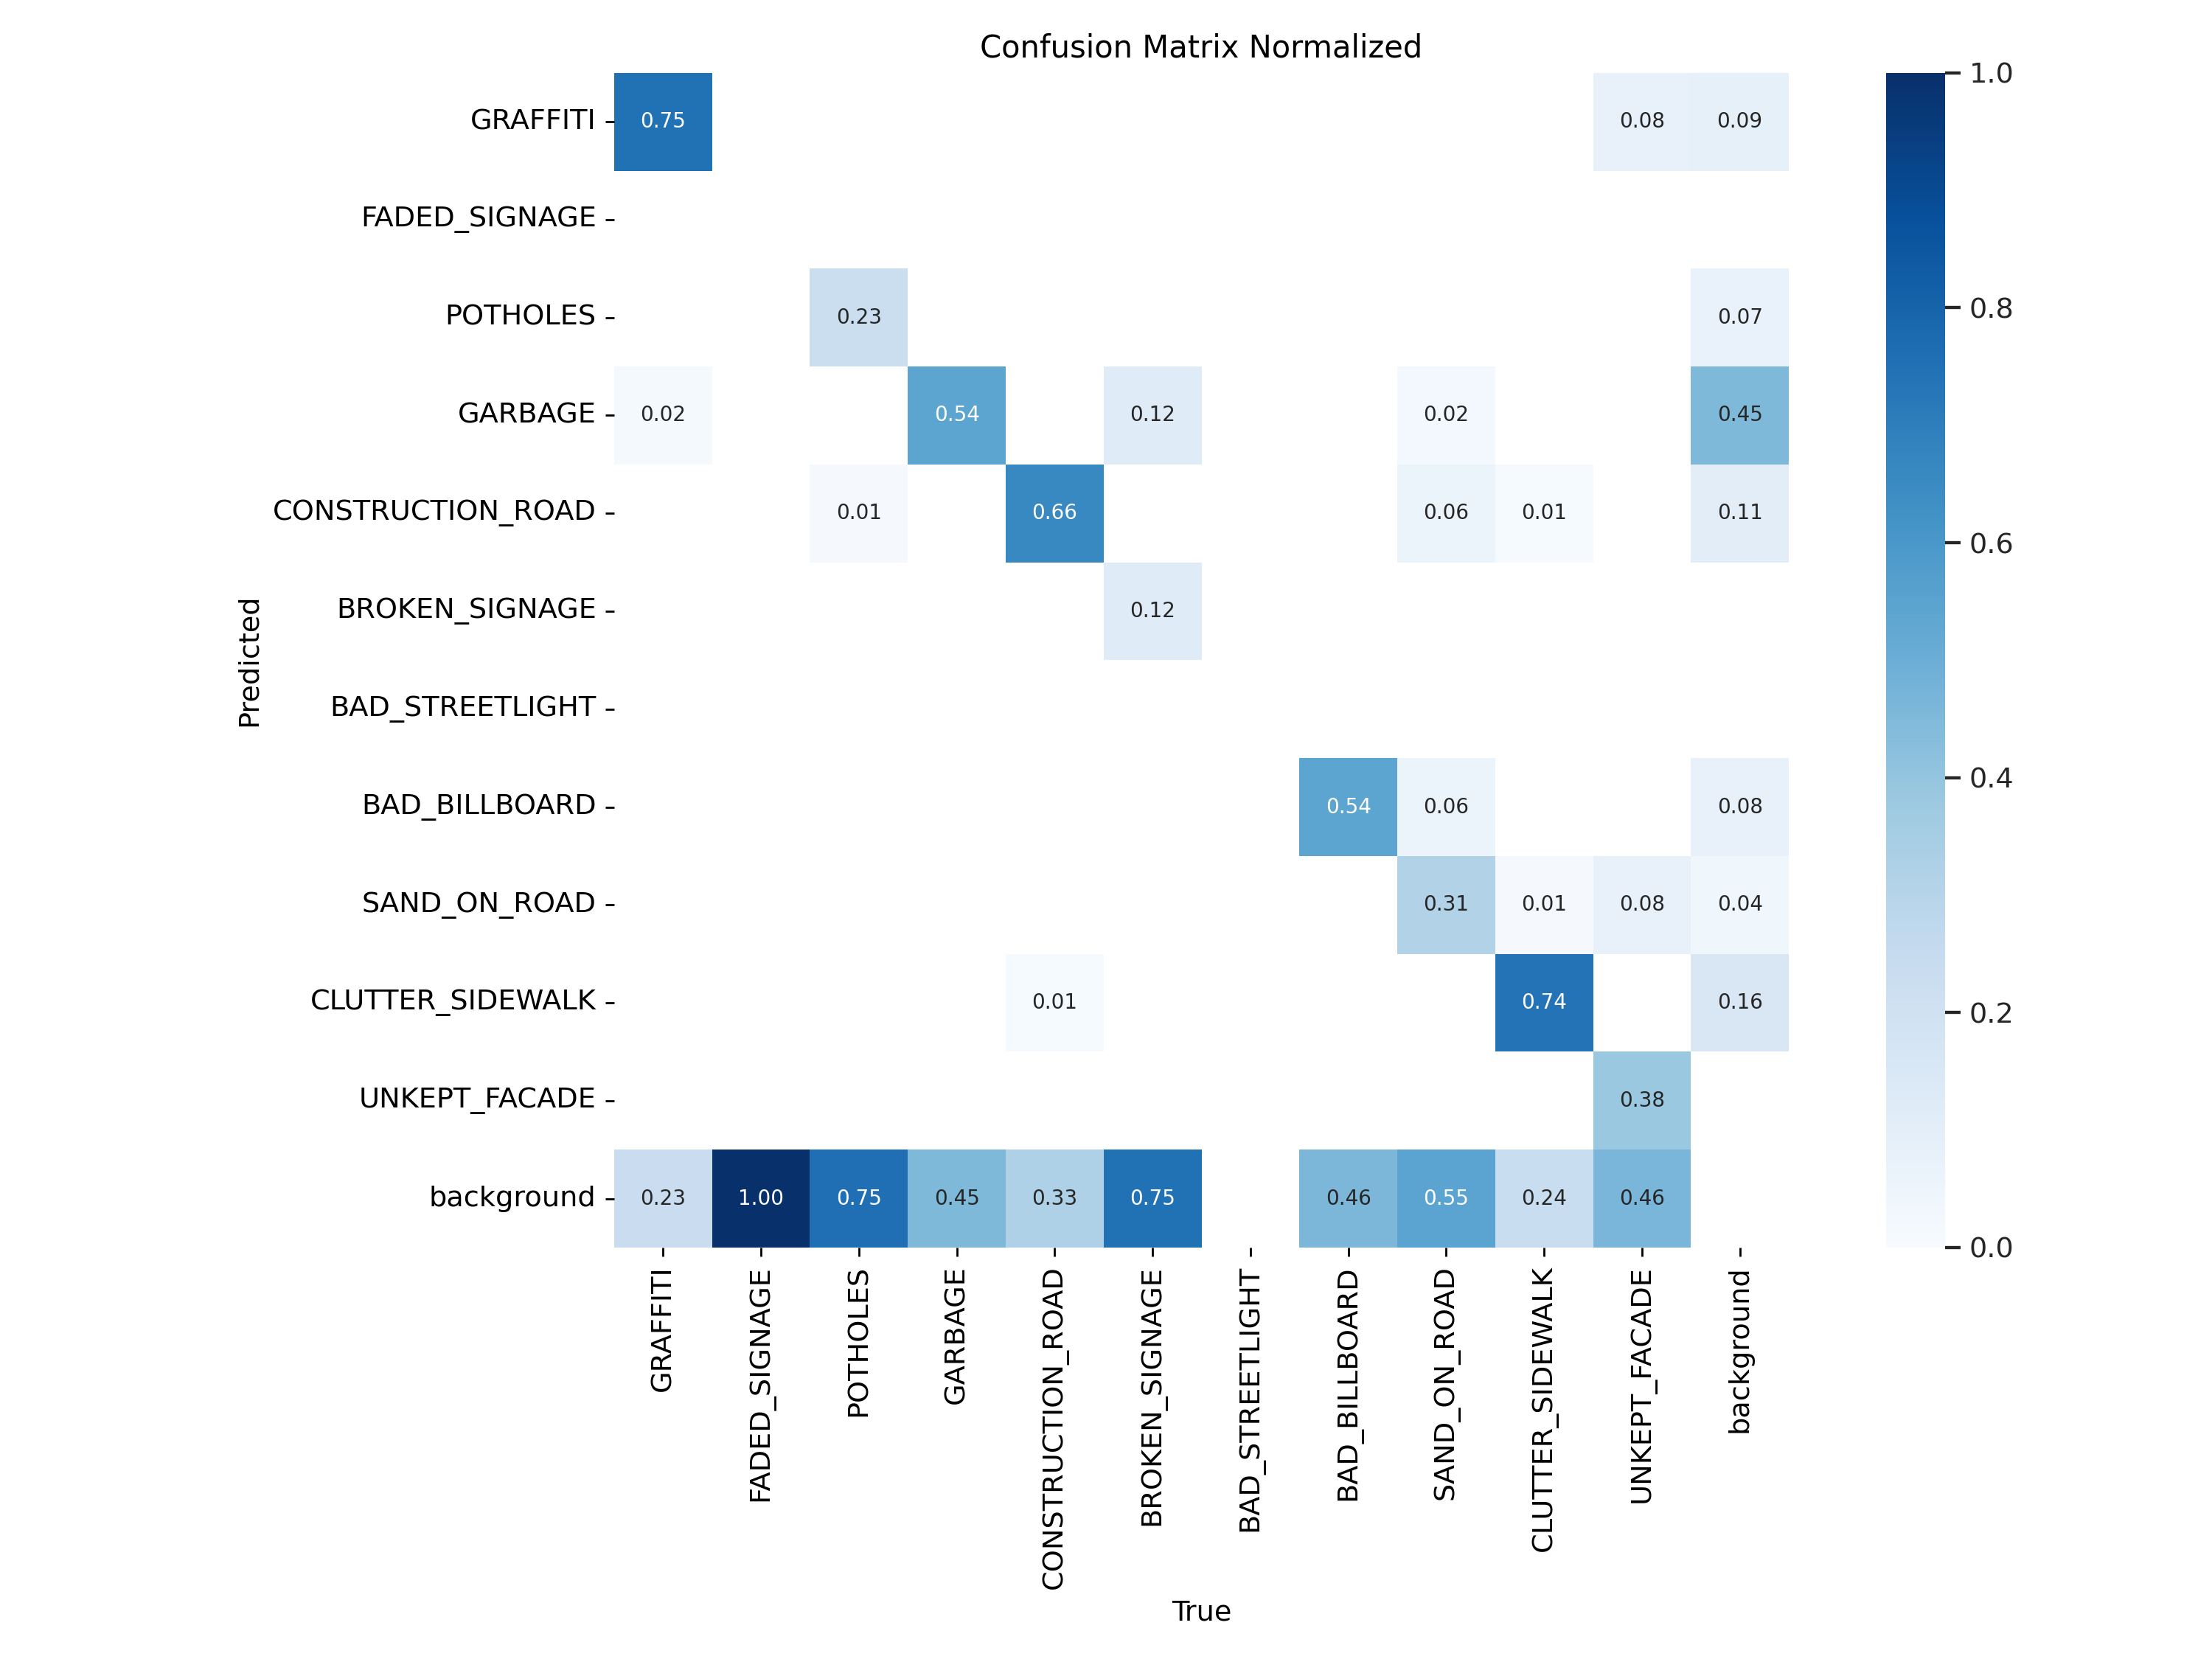 Confusion Matrix Normalized
GRAFFITI 0.75 0.08 0.09
FADED_SIGNAGE
POTHOLES 0.23 0.07
GARBAGE 0.02 0.54 0.12 0.02 0.45
CONSTRUCTION_ROAD 0.01 0.66 0.06 0.01 0.11
BROKEN_SIGNAGE 0.12
BAD_STREETLIGHT
BAD_BILLBOARD 0.54 0.06 0.08
SAND_ON_ROAD 0.31 0.01 0.08 0.04
CLUTTER_SIDEWALK 0.01 0.74 0.16
UNKEPT_FACADE 0.38
background 0.23 1.00 0.75 0.45 0.33 0.75 0.46 0.55 0.24 0.46
Predicted
GRAFFITI
FADED_SIGNAGE
POTHOLES
GARBAGE
CONSTRUCTION_ROAD
BROKEN_SIGNAGE
BAD_STREETLIGHT
BAD_BILLBOARD
SAND_ON_ROAD
CLUTTER_SIDEWALK
UNKEPT_FACADE
background
True
1.0
0.8
0.6
0.4
0.2
0.0